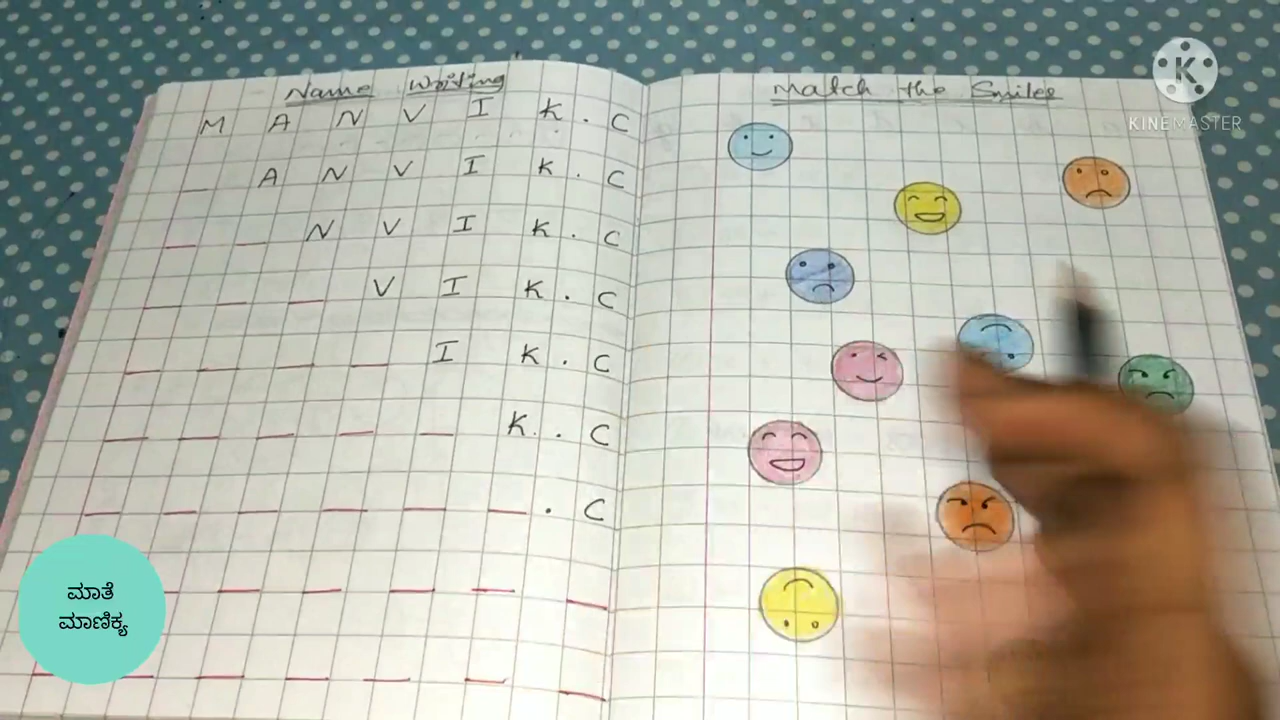 Name Writing
M A N V I K . C
_ A N V I K . C
_ _ N V I K . C
_ _ _ V I K . C
_ _ _ _ I K . C
_ _ _ _ _ K . . C
_ _ _ _ _ _ . C
Match the Smiles
KINEMASTER
ಮಾತೆ
ಮಾಣಿಕ್ಯ